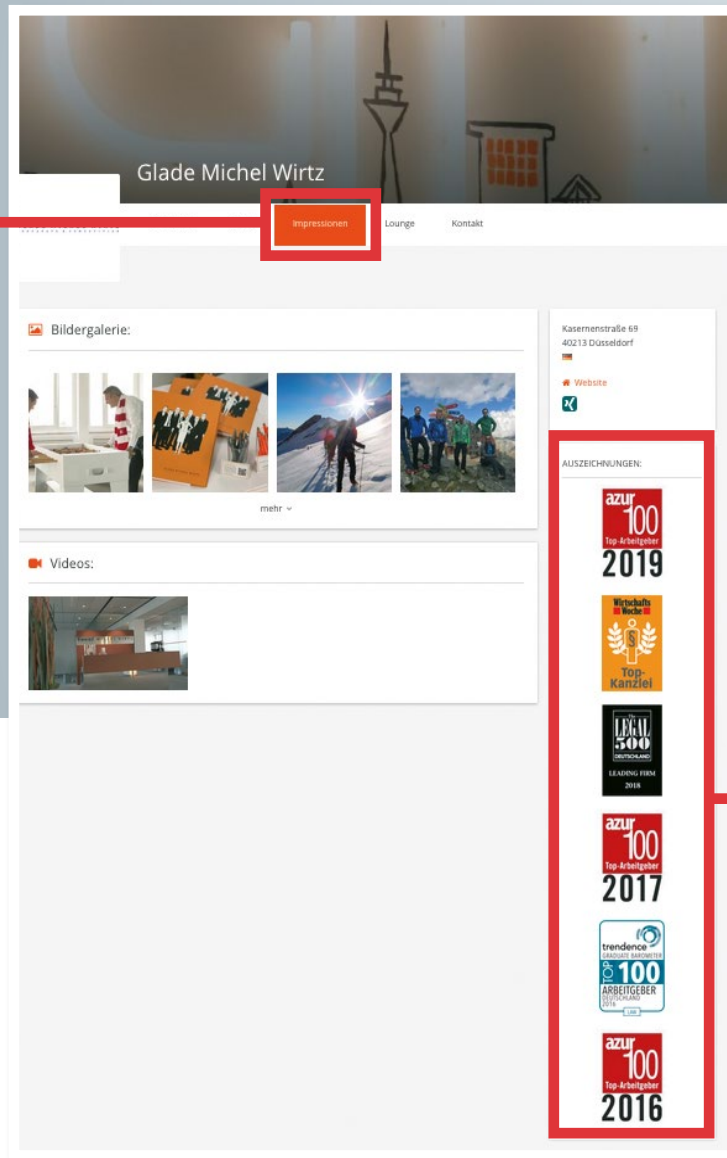 Glade Michel Wirtz
Impressionen
Lounge
Kontakt
Bildergalerie:
mehr
Videos:
Kasernenstraße 69
40213 Düsseldorf
Website
AUSZEICHNUNGEN:
azur
100
Top-Arbeitgeber
2019
Wirtschafts
Woche
§
Top-
Kanzlei
The
LEGAL
500
DEUTSCHLAND
LEADING FIRM
2018
azur
100
Top-Arbeitgeber
2017
trendence
GRADUATE BAROMETER
TOP 100
ARBEITGEBER
DEUTSCHLAND
2016
LAW
azur
100
Top-Arbeitgeber
2016